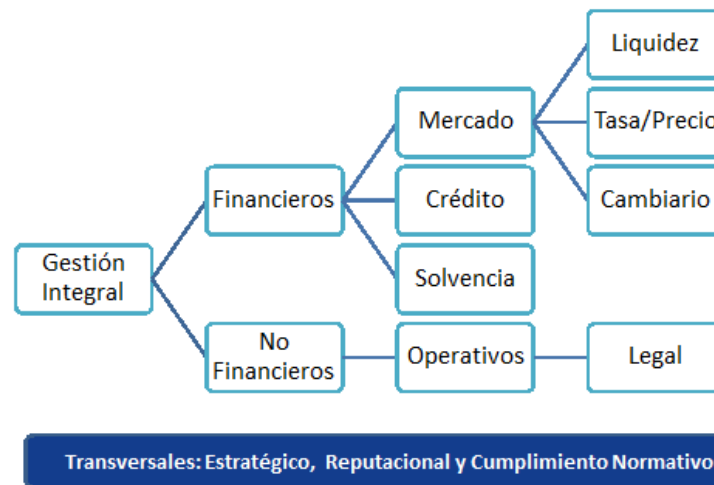 Liquidez
Mercado
Tasa/Precio
Financieros
Crédito
Cambiario
Gestión
Integral
Solvencia
No
Financieros
Operativos
Legal
Transversales: Estratégico, Reputacional y Cumplimiento Normativo